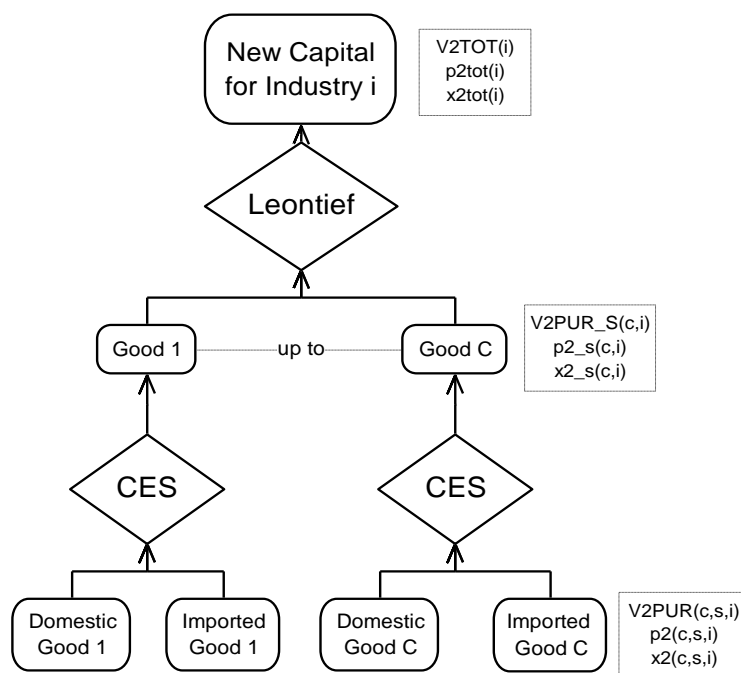 New Capital
for Industry i
V2TOT(i)
p2tot(i)
x2tot(i)
Leontief
Good 1
up to
Good C
V2PUR_S(c,i)
p2_s(c,i)
x2_s(c,i)
CES
CES
Domestic
Good 1
Imported
Good 1
Domestic
Good C
Imported
Good C
V2PUR(c,s,i)
p2(c,s,i)
x2(c,s,i)